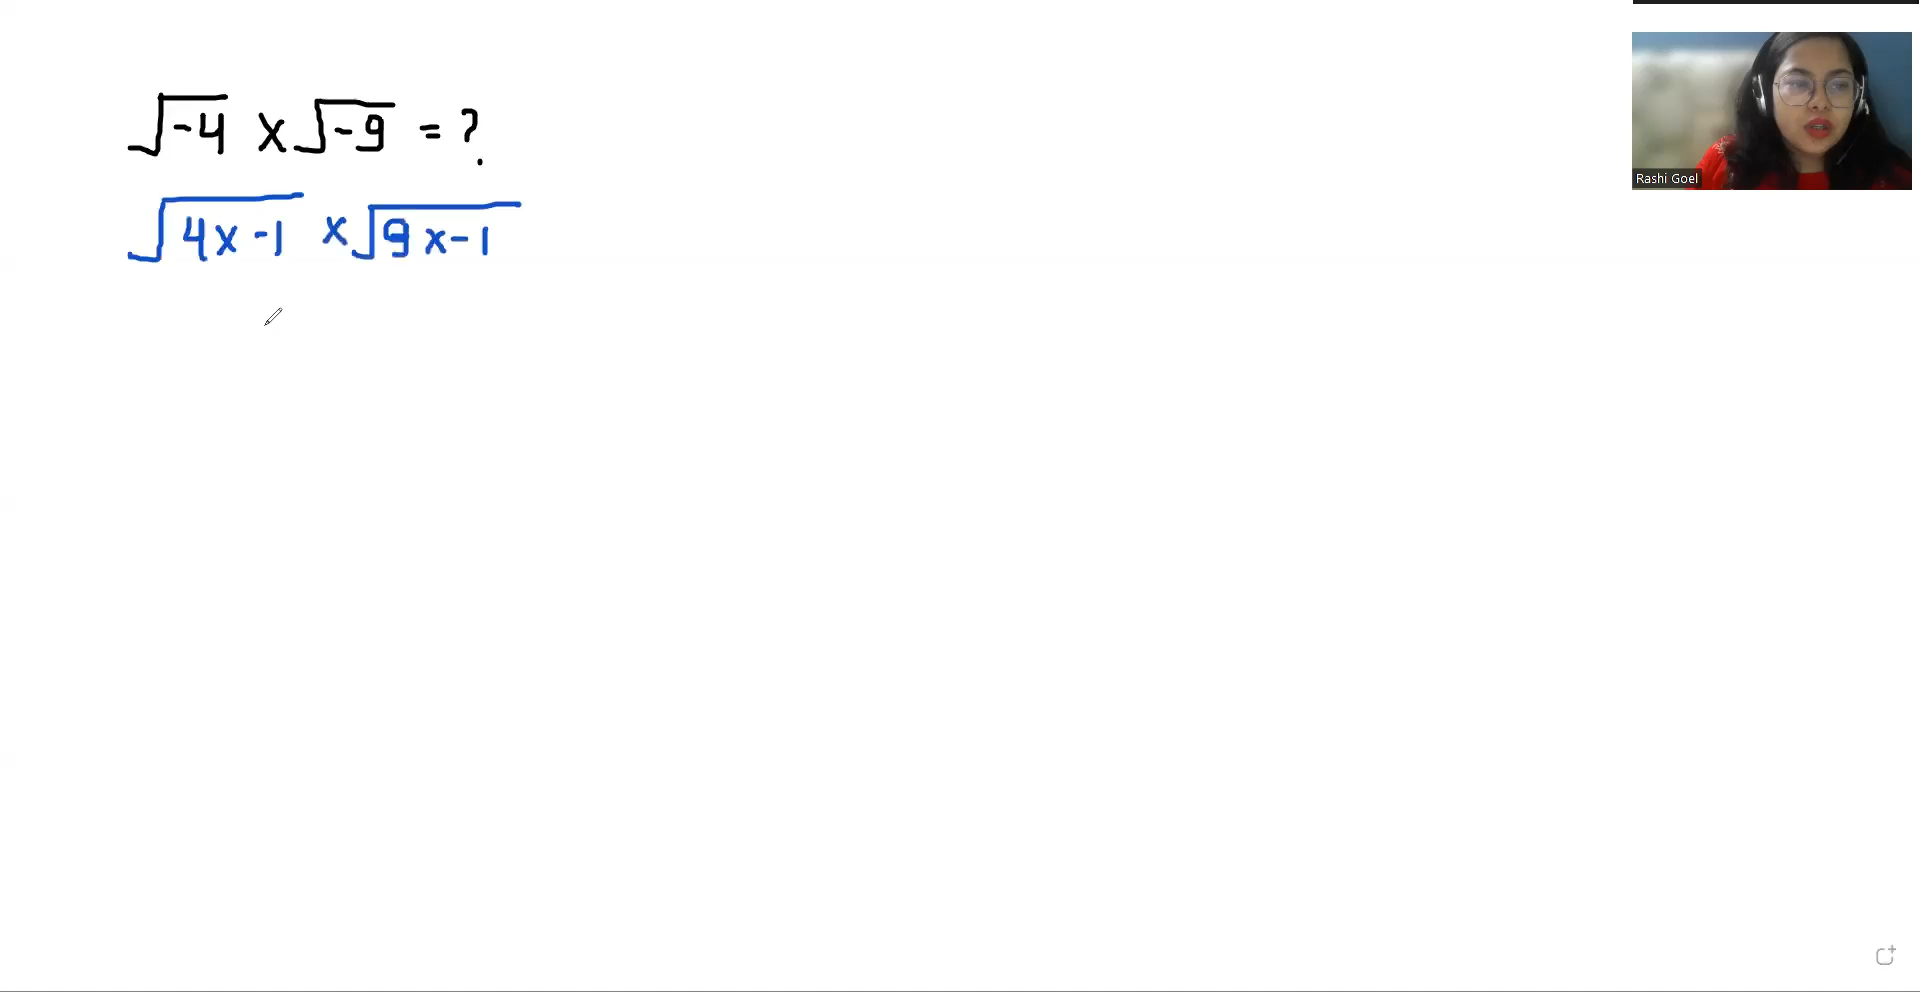 √-4 x √-9 = ?
√4x-1 x √9x-1
Rashi Goel